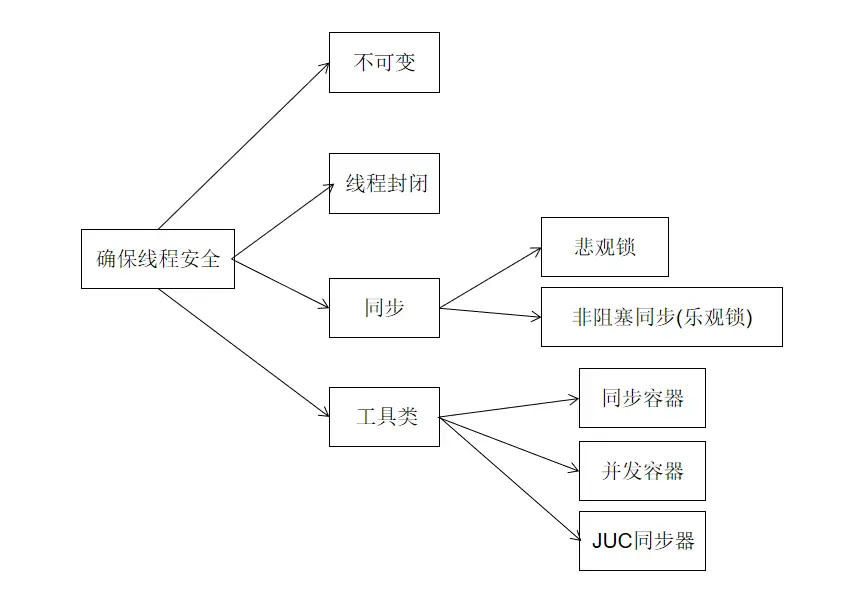 不可变
线程封闭
确保线程安全
同步
悲观锁
非阻塞同步(乐观锁)
工具类
同步容器
并发容器
JUC同步器